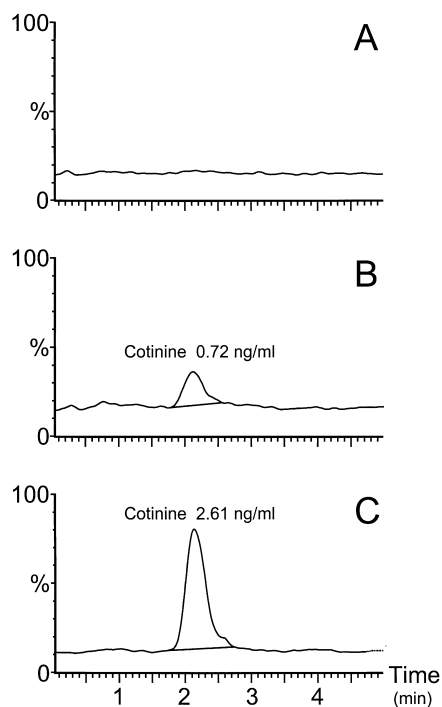 100
A
%
0
100
B
%
Cotinine 0.72 ng/ml
0
100
C
Cotinine 2.61 ng/ml
%
0
Time
1 2 3 4 (min)